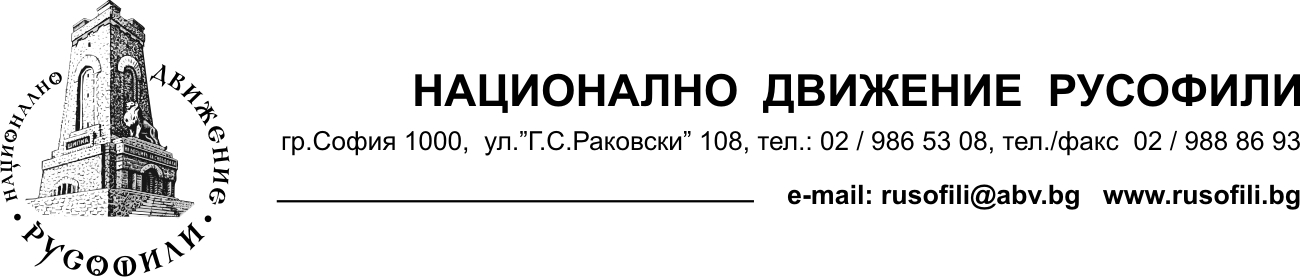 НАЦИОНАЛНО ДВИЖЕНИЕ
• РУСОФИЛИ •
НАЦИОНАЛНО ДВИЖЕНИЕ РУСОФИЛИ
гр.София 1000, ул.”Г.С.Раковски” 108, тел.: 02 / 986 53 08, тел./факс 02 / 988 86 93
e-mail: rusofili@abv.bg www.rusofili.bg